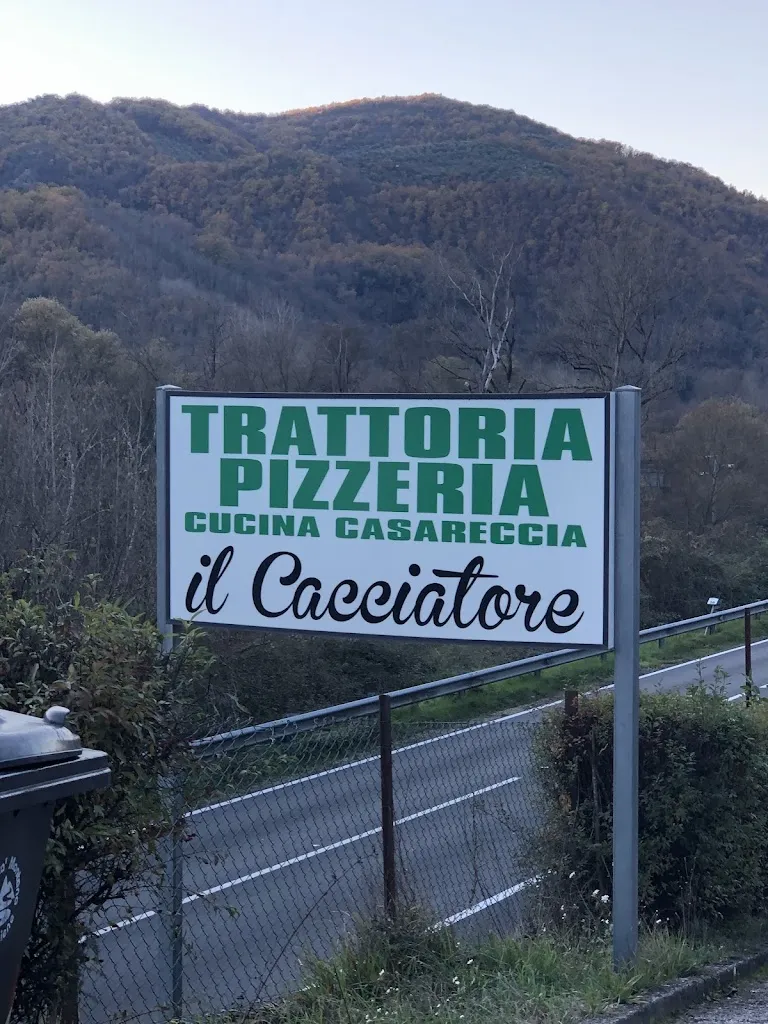 TRATTORIA
PIZZERIA
CUCINA CASARECCIA
il Cacciatore